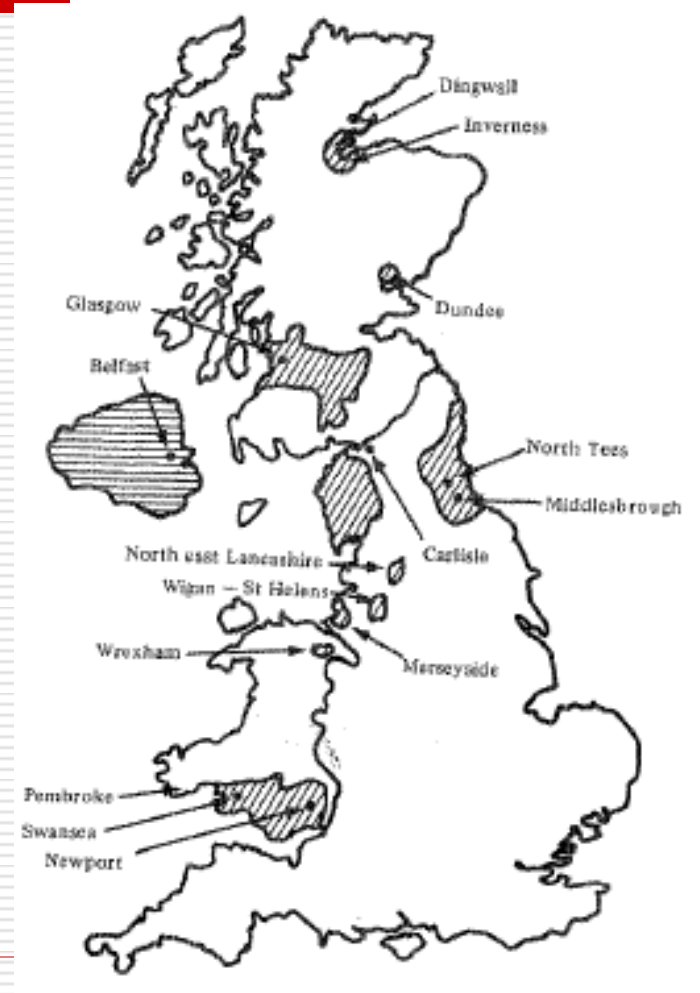 Dingwall
Inverness
Glasgow
Dundee
Belfast
North Tees
Middlesbrough
North east Lancashire
Carlisle
Wigan – St Helens
Wrexham
Merseyside
Pembroke
Swansea
Newport